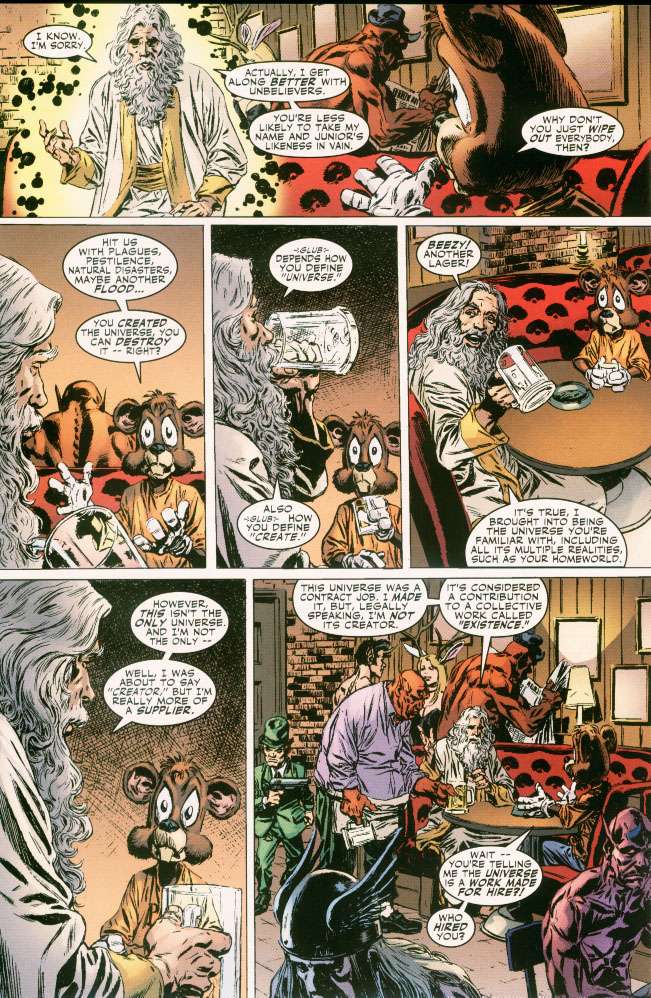 I KNOW.
I'M SORRY.
ACTUALLY, I GET
ALONG BETTER WITH
UNBELIEVERS.
YOU'RE LESS
LIKELY TO TAKE MY
NAME AND JUNIOR'S
LIKENESS IN VAIN.
WHY DON'T
YOU JUST WIPE
OUT EVERYBODY,
THEN?
HIT US
WITH PLAGUES,
PESTILENCE,
NATURAL DISASTERS,
MAYBE ANOTHER
FLOOD...
YOU CREATED
THE UNIVERSE, YOU
CAN DESTROY
IT -- RIGHT?
-:GLUB:-
DEPENDS HOW
YOU DEFINE
"UNIVERSE."
ALSO
-:GLUB:- HOW
YOU DEFINE
"CREATE."
BEEZY!
ANOTHER
LAGER!
IT'S TRUE, I
BROUGHT INTO BEING
THE UNIVERSE YOU'RE
FAMILIAR WITH, INCLUDING
ALL ITS MULTIPLE REALITIES,
SUCH AS YOUR HOMEWORLD.
HOWEVER,
THIS ISN'T THE
ONLY UNIVERSE.
AND I'M NOT
THE ONLY --
WELL, I WAS
ABOUT TO SAY
"CREATOR," BUT I'M
REALLY MORE OF
A SUPPLIER.
THIS UNIVERSE WAS A
CONTRACT JOB. I MADE
IT, BUT, LEGALLY
SPEAKING, I'M NOT
ITS CREATOR.
IT'S CONSIDERED
A CONTRIBUTION
TO A COLLECTIVE
WORK CALLED
"EXISTENCE."
WAIT --
YOU'RE TELLING
ME THE UNIVERSE
IS A WORK MADE
FOR HIRE?!
WHO
HIRED
YOU?